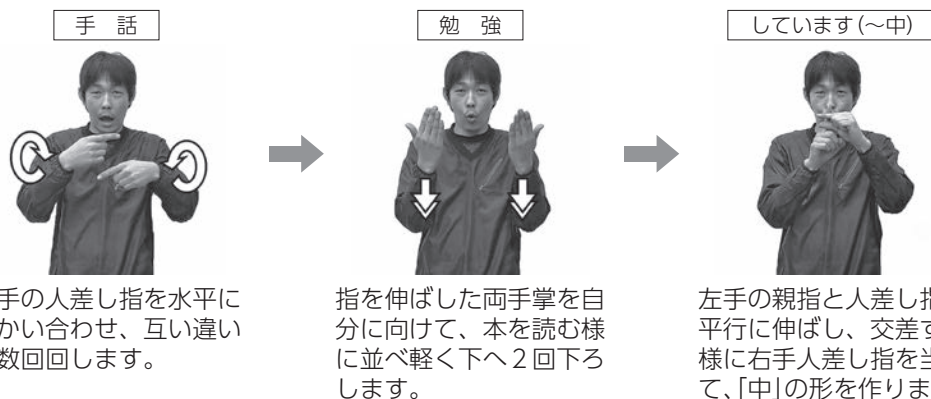 手 話
手の人差し指を水平に
かい合わせ、互い違い
数回回します。
勉 強
指を伸ばした両手掌を自
分に向けて、本を読む様
に並べ軽く下へ２回下ろ
します。
しています(〜中)
左手の親指と人差し指
平行に伸ばし、交差す
様に右手人差し指を当
て、「中」の形を作りま